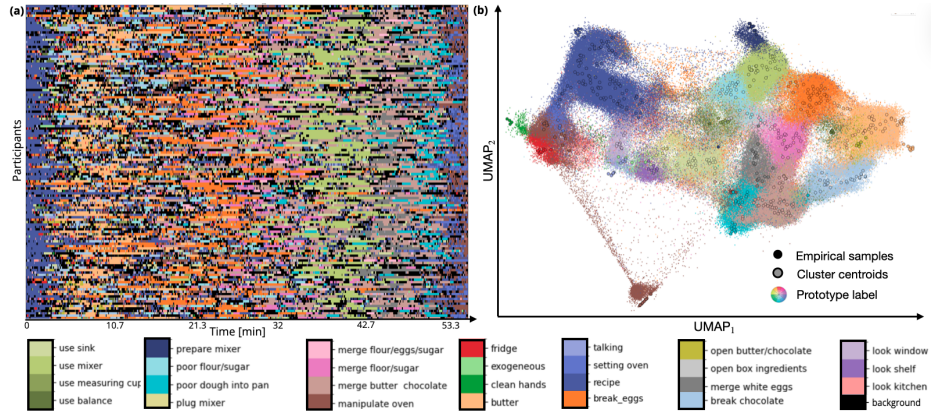 (a)
(b)
Participants
UMAP2
Empirical samples
Cluster centroids
Prototype label
0 10.7 21.3 32 42.7 53.3
Time [min]
UMAP1
use sink
use mixer
use measuring cup
use balance
prepare mixer
poor flour/sugar
poor dough into pan
plug mixer
merge flour/eggs/sugar
merge floor/sugar
merge butter chocolate
manipulate oven
fridge
exogeneous
clean hands
butter
talking
setting oven
recipe
break_eggs
open butter/chocolate
open box ingredients
merge white eggs
break chocolate
look window
look shelf
look kitchen
background